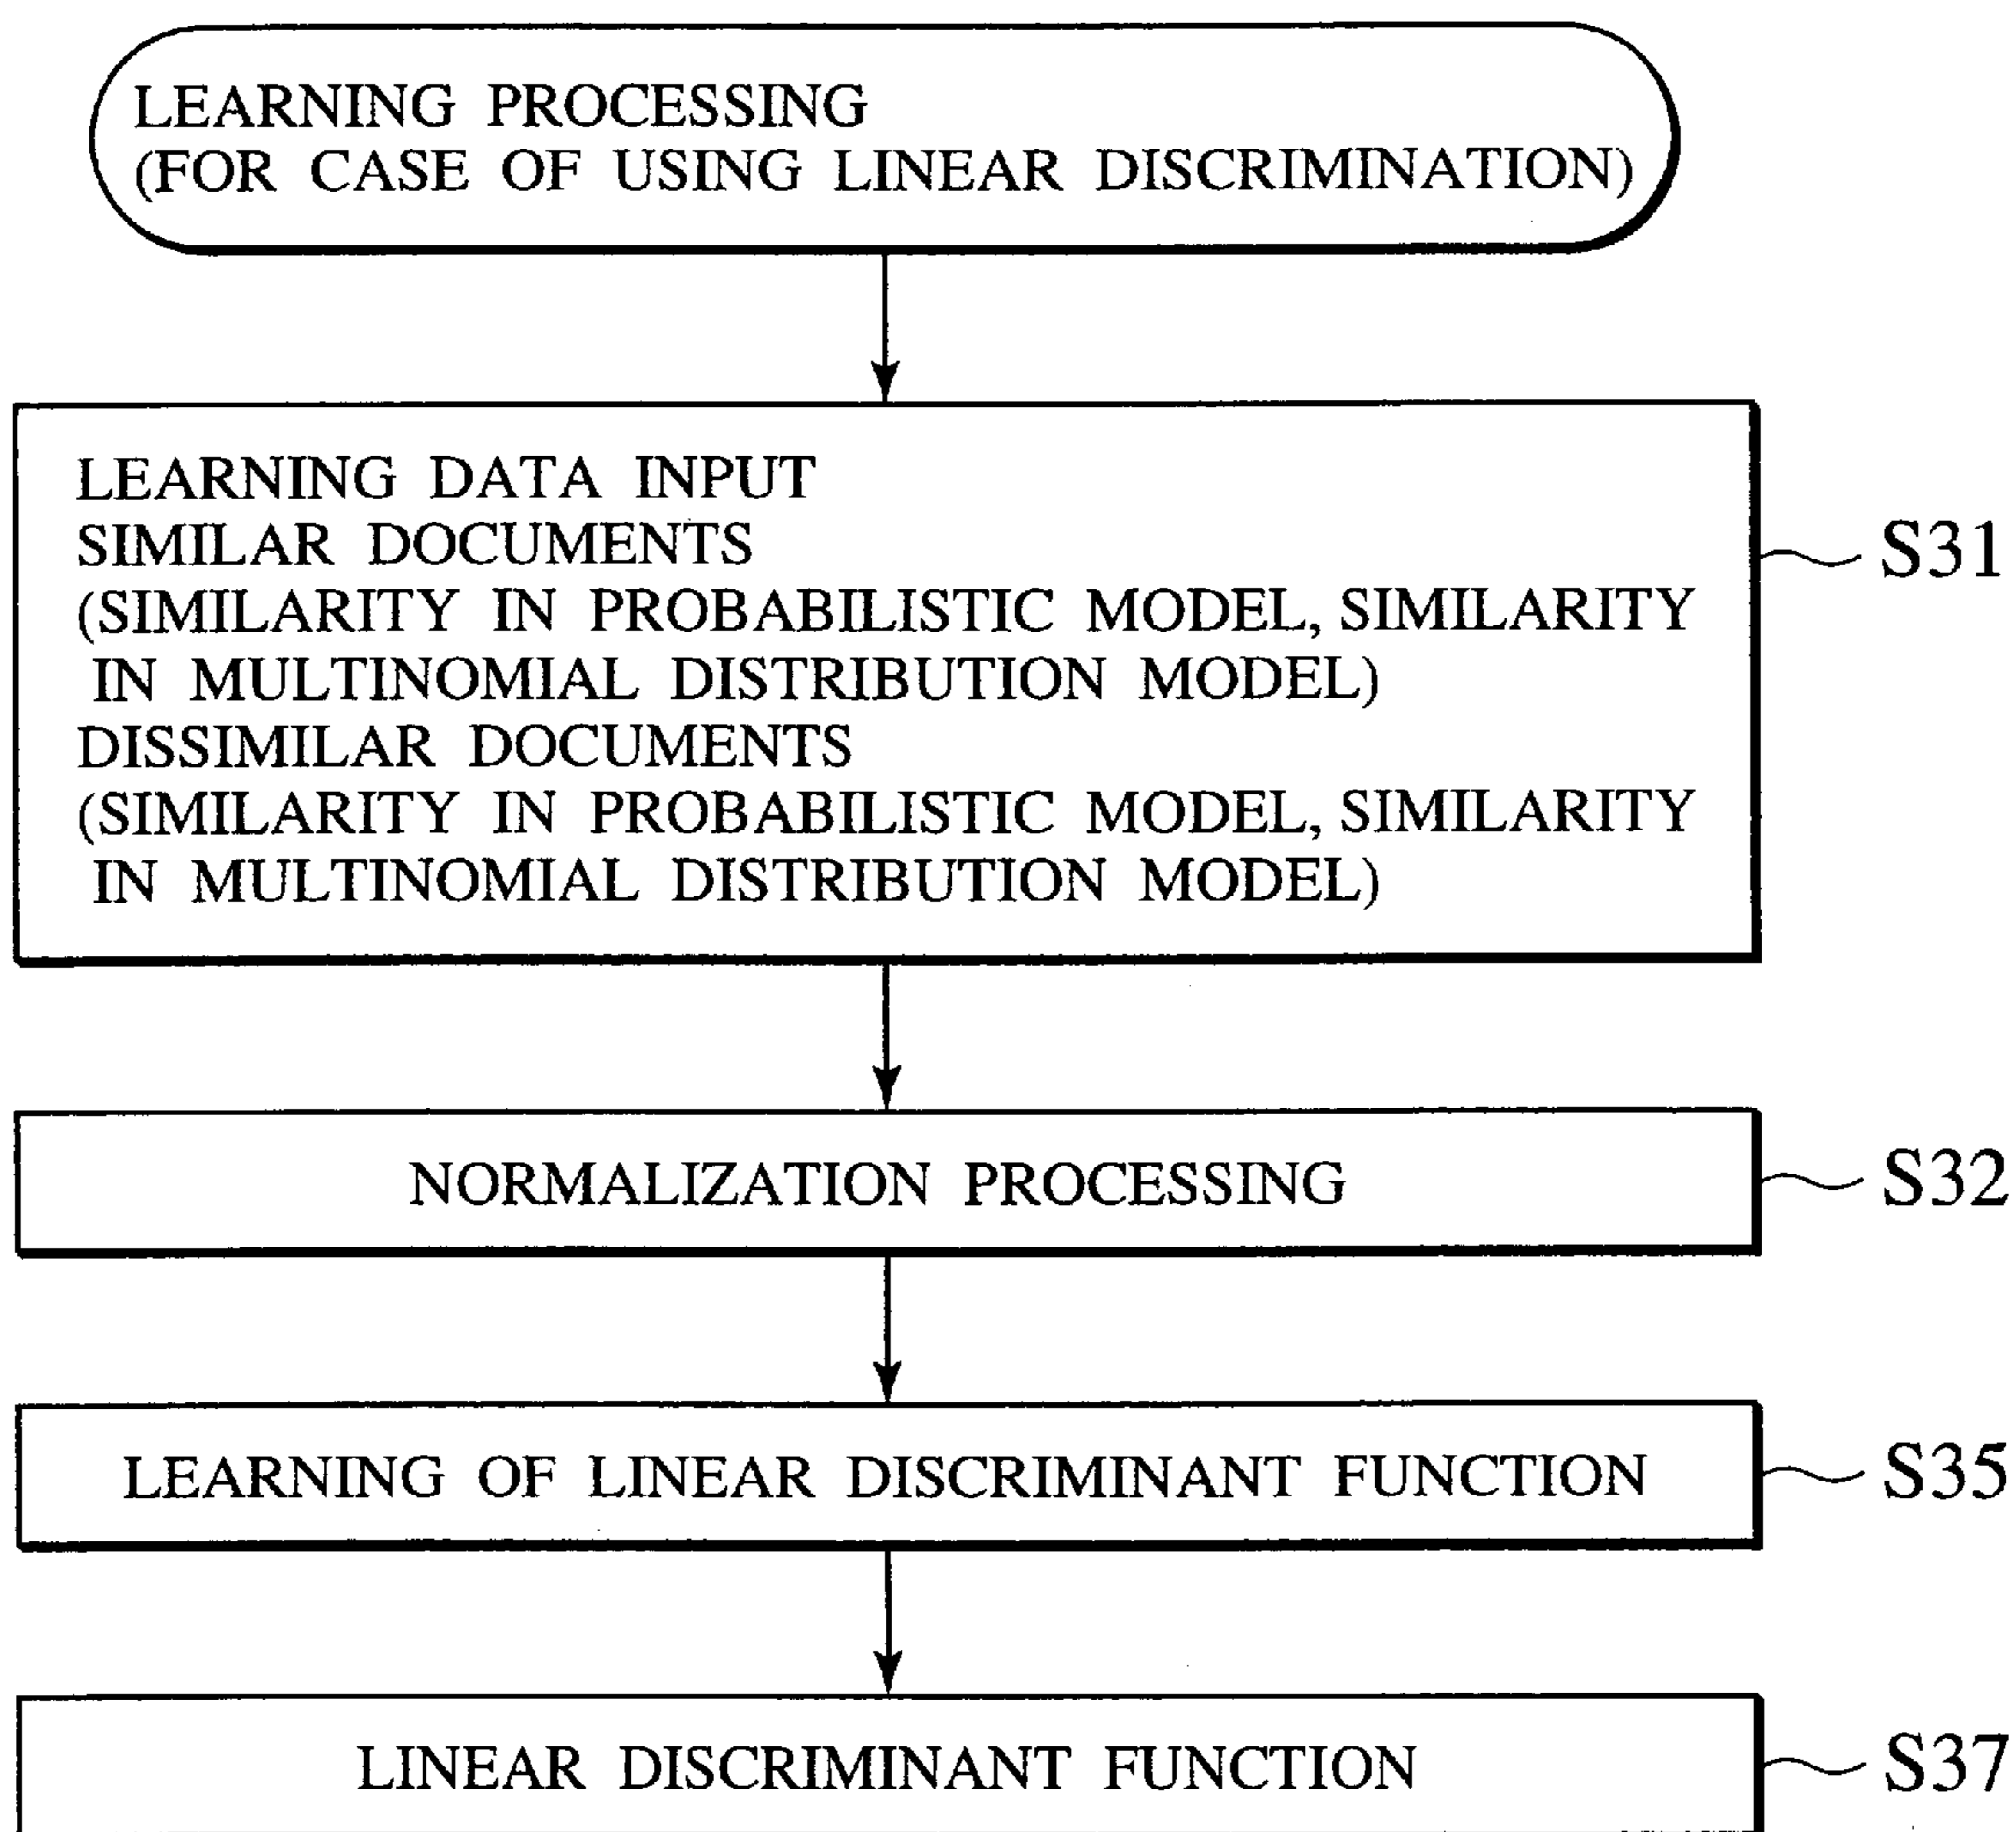 LEARNING PROCESSING
(FOR CASE OF USING LINEAR DISCRIMINATION)
LEARNING DATA INPUT
SIMILAR DOCUMENTS
(SIMILARITY IN PROBABILISTIC MODEL, SIMILARITY
IN MULTINOMIAL DISTRIBUTION MODEL)
DISSIMILAR DOCUMENTS
(SIMILARITY IN PROBABILISTIC MODEL, SIMILARITY
IN MULTINOMIAL DISTRIBUTION MODEL)
S31
NORMALIZATION PROCESSING
S32
LEARNING OF LINEAR DISCRIMINANT FUNCTION
S35
LINEAR DISCRIMINANT FUNCTION
S37